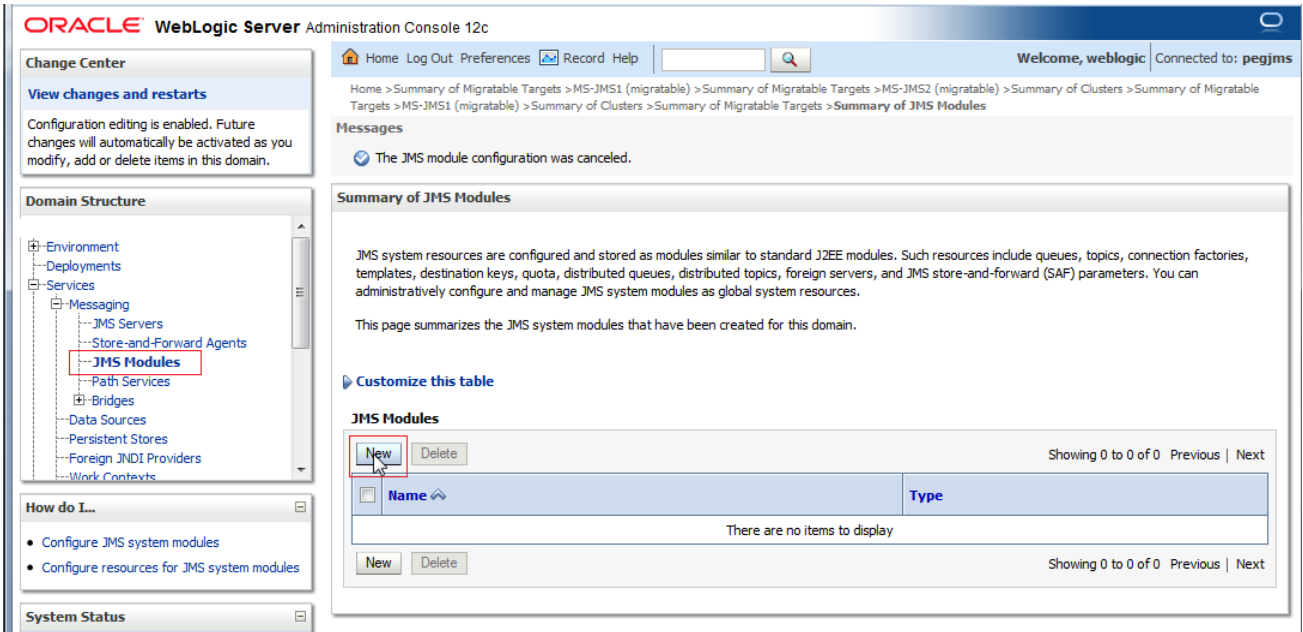 ORACLE WebLogic Server Administration Console 12c
Change Center
View changes and restarts
Configuration editing is enabled. Future
changes will automatically be activated as you
modify, add or delete items in this domain.
Domain Structure
Environment
Deployments
Services
Messaging
JMS Servers
Store-and-Forward Agents
JMS Modules
Path Services
Bridges
Data Sources
Persistent Stores
Foreign JNDI Providers
Work Contexts
How do I...
Configure JMS system modules
Configure resources for JMS system modules
System Status
Home Log Out Preferences Record Help
Welcome, weblogic Connected to: pegjms
Home >Summary of Migratable Targets >MS-JMS1 (migratable) >Summary of Migratable Targets >MS-JMS2 (migratable) >Summary of Clusters >Summary of Migratable
Targets >MS-JMS1 (migratable) >Summary of Clusters >Summary of Migratable Targets >Summary of JMS Modules
Messages
The JMS module configuration was canceled.
Summary of JMS Modules
JMS system resources are configured and stored as modules similar to standard J2EE modules. Such resources include queues, topics, connection factories,
templates, destination keys, quota, distributed queues, distributed topics, foreign servers, and JMS store-and-forward (SAF) parameters. You can
administratively configure and manage JMS system modules as global system resources.
This page summarizes the JMS system modules that have been created for this domain.
Customize this table
JMS Modules
New Delete Showing 0 to 0 of 0 Previous | Next
Name Type
There are no items to display
New Delete Showing 0 to 0 of 0 Previous | Next